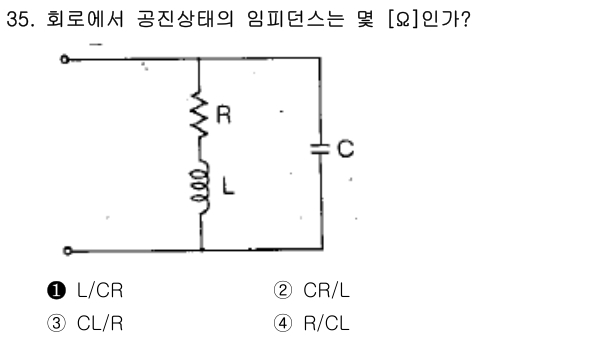 35. 회로에서 공진상태의 임피던스는 몇 [Ω]인가?
R
C
L
❶ L/CR ② CR/L
③ CL/R ④ R/CL